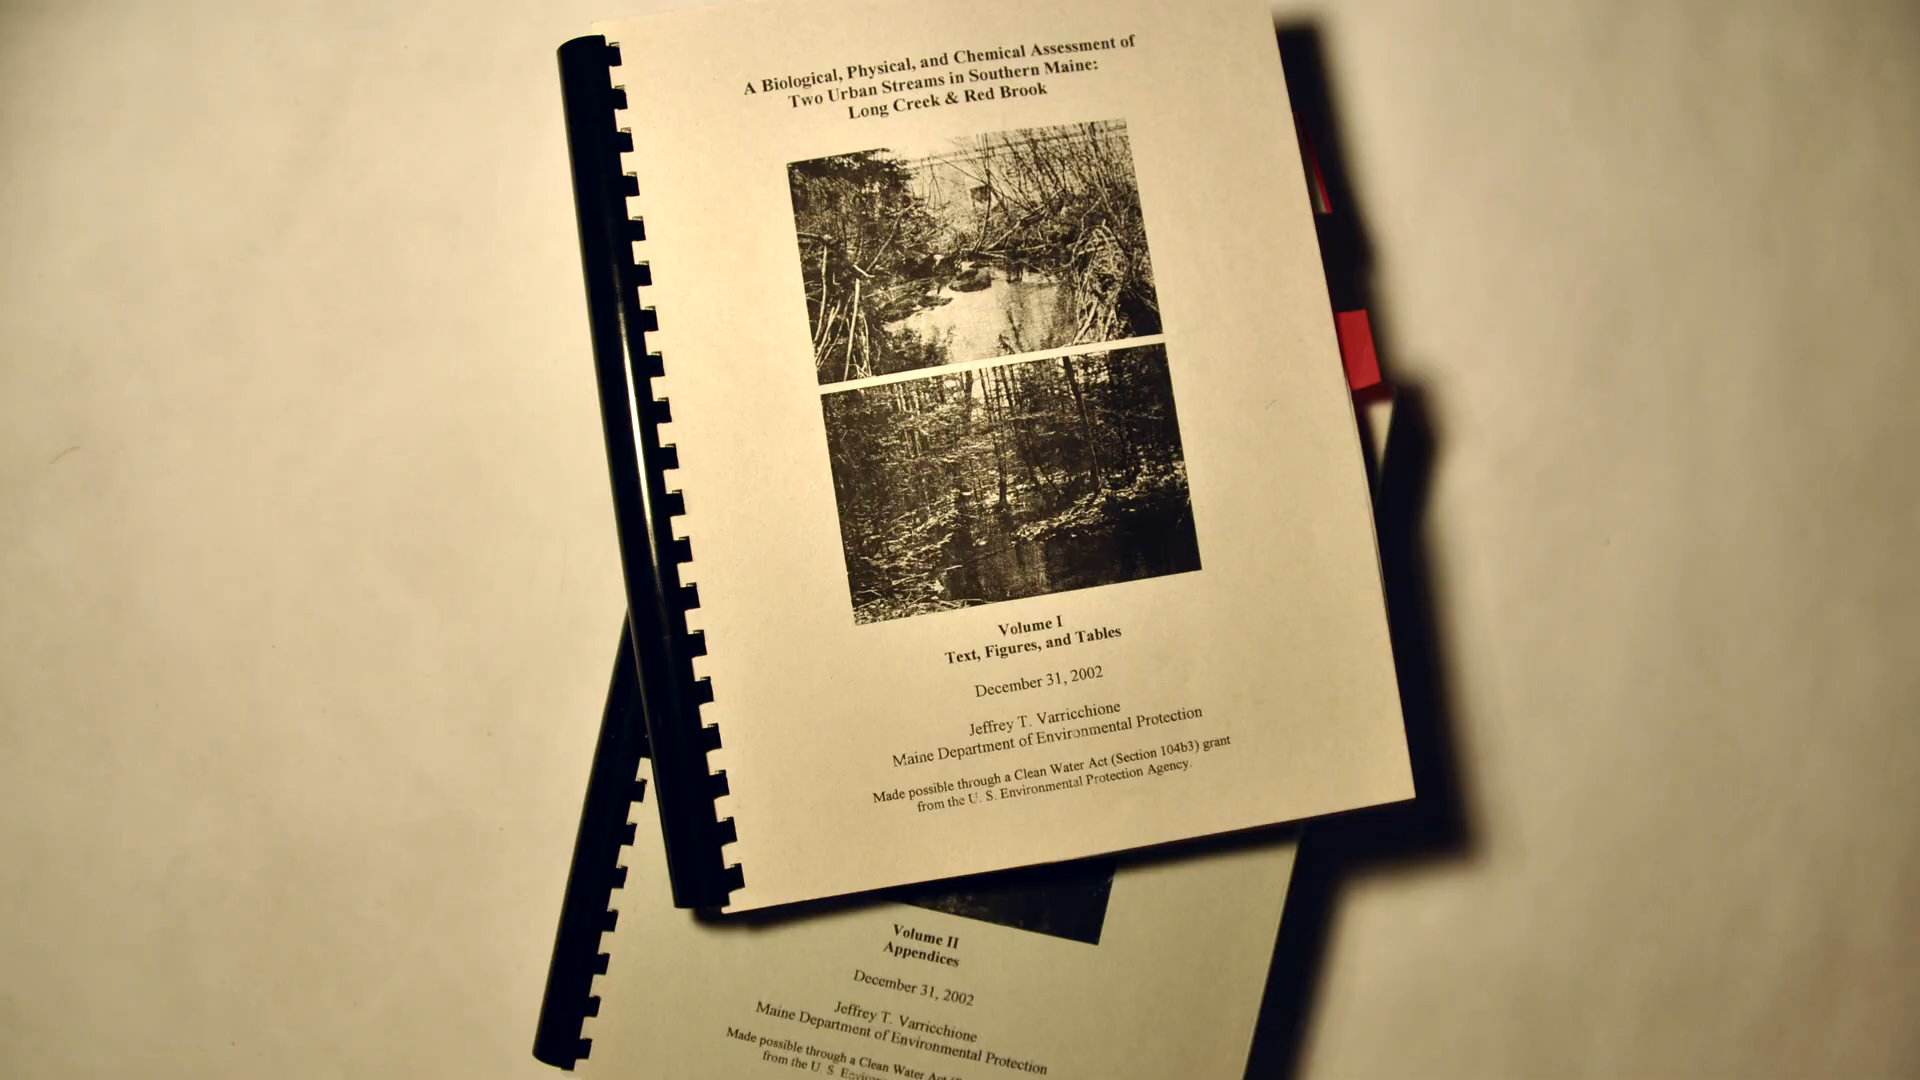 A Biological, Physical, and Chemical Assessment of
Two Urban Streams in Southern Maine:
Long Creek & Red Brook
Volume I
Text, Figures, and Tables
December 31, 2002
Jeffrey T. Varricchione
Maine Department of Environmental Protection
Made possible through a Clean Water Act (Section 104b3) grant
from the U. S. Environmental Protection Agency.
Volume II
Appendices
December 31, 2002
Jeffrey T. Varricchione
Maine Department of Environmental Protection
Made possible through a Clean Water Act
from the U. S